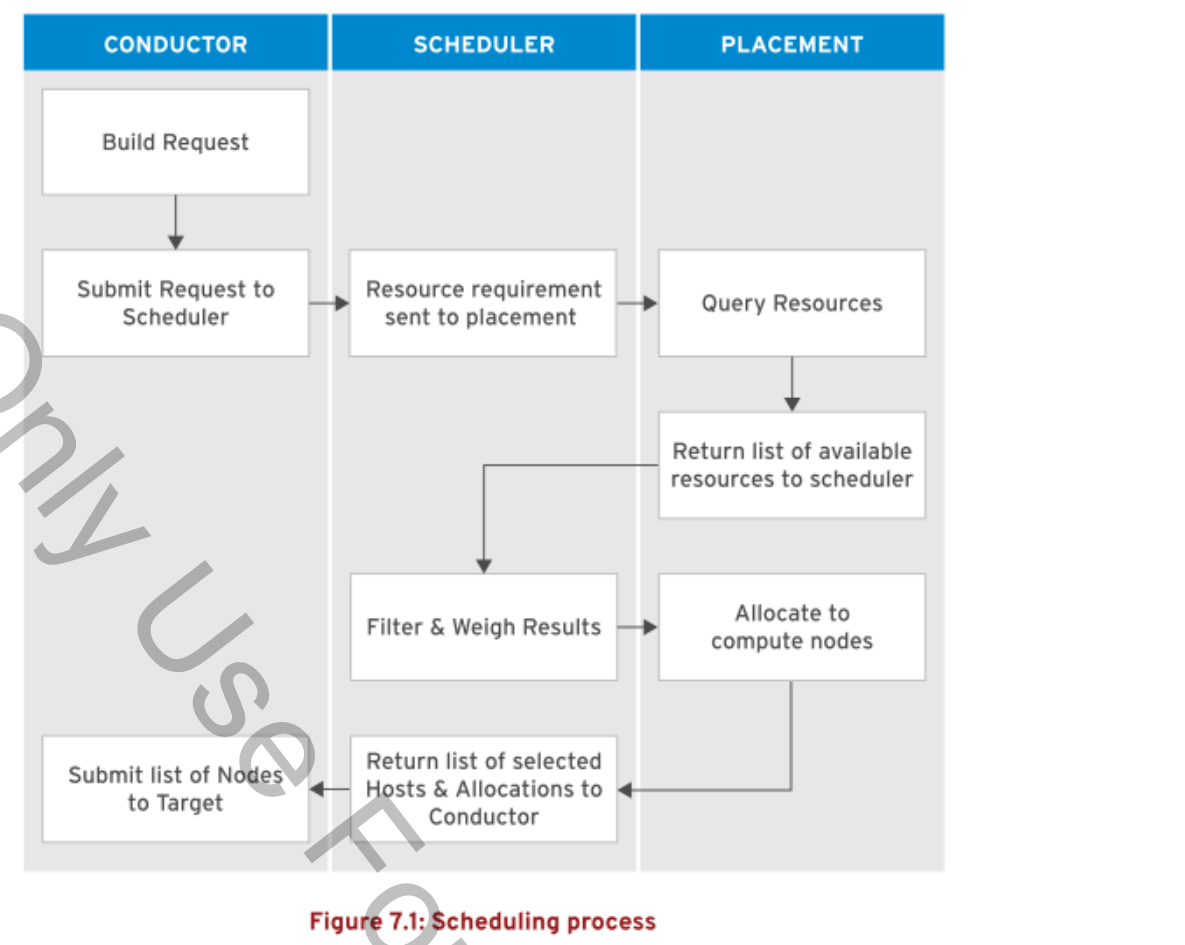 CONDUCTOR
SCHEDULER
PLACEMENT
Build Request
Submit Request to
Scheduler
Resource requirement
sent to placement
Query Resources
Return list of available
resources to scheduler
Filter & Weigh Results
Allocate to
compute nodes
Submit list of Nodes
to Target
Return list of selected
Hosts & Allocations to
Conductor
Only Use Fo
Figure 7.1: Scheduling process